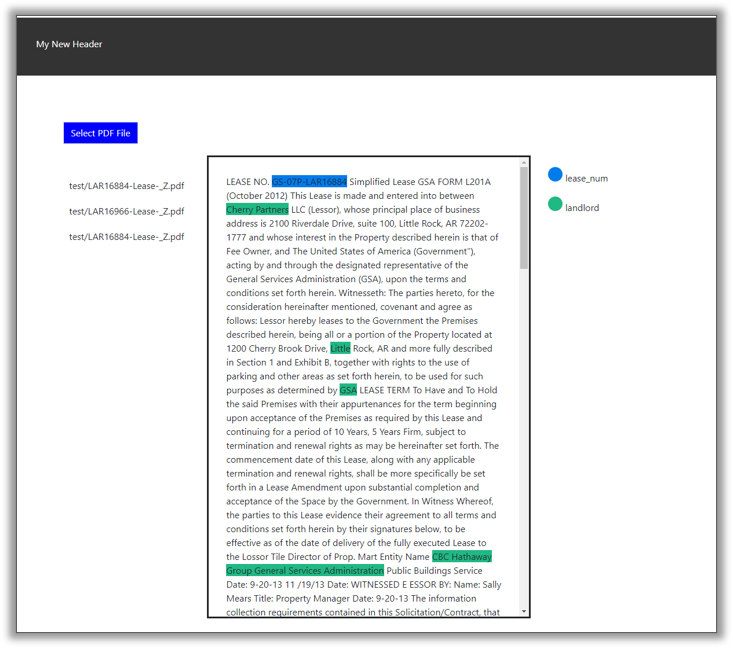 My New Header
Select PDF File
test/LAR16884-Lease-_Z.pdf
test/LAR16966-Lease-_Z.pdf
test/LAR16884-Lease-_Z.pdf
LEASE NO. GS-07P-LAR16884 Simplified Lease GSA FORM L201A
(October 2012) This Lease is made and entered into between
Cherry Partners LLC (Lessor), whose principal place of business
address is 2100 Riverdale Drive, suite 100, Little Rock, AR 72202-
1777 and whose interest in the Property described herein is that of
Fee Owner, and The United States of America (Government"),
acting by and through the designated representative of the
General Services Administration (GSA), upon the terms and
conditions set forth herein. Witnesseth: The parties hereto, for the
consideration hereinafter mentioned, covenant and agree as
follows: Lessor hereby leases to the Government the Premises
described herein, being all or a portion of the Property located at
1200 Cherry Brook Drive, Little Rock, AR and more fully described
in Section 1 and Exhibit B, together with rights to the use of
parking and other areas as set forth herein, to be used for such
purposes as determined by GSA LEASE TERM To Have and To Hold
the said Premises with their appurtenances for the term beginning
upon acceptance of the Premises as required by this Lease and
continuing for a period of 10 Years, 5 Years Firm, subject to
termination and renewal rights as may be hereinafter set forth. The
commencement date of this Lease, along with any applicable
termination and renewal rights, shall be more specifically be set
forth in a Lease Amendment upon substantial completion and
acceptance of the Space by the Government. In Witness Whereof,
the parties to this Lease evidence their agreement to all terms and
conditions set forth herein by their signatures below, to be
effective as of the date of delivery of the fully executed Lease to
the Lossor Tile Director of Prop. Mart Entity Name CBC Hathaway
Group General Services Administration Public Buildings Service
Date: 9-20-13 11 /19/13 Date: WITNESSED E ESSOR BY: Name: Sally
Mears Title: Property Manager Date: 9-20-13 The information
collection requirements contained in this Solicitation/Contract, that
lease_num
landlord